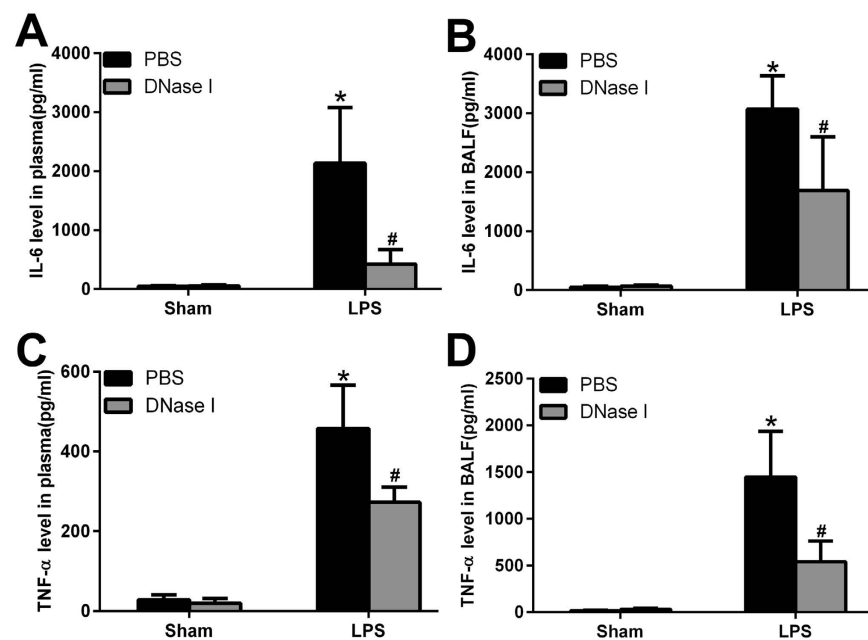 A
IL-6 level in plasma(pg/ml)
4000
3000
2000
1000
0
PBS
DNase I
*
#
Sham
LPS
B
IL-6 level in BALF(pg/ml)
4000
3000
2000
1000
0
PBS
DNase I
*
#
Sham
LPS
C
TNF-α level in plasma(pg/ml)
600
400
200
0
PBS
DNase I
*
#
Sham
LPS
D
TNF-α level in BALF(pg/ml)
2500
2000
1500
1000
500
0
PBS
DNase I
*
#
Sham
LPS